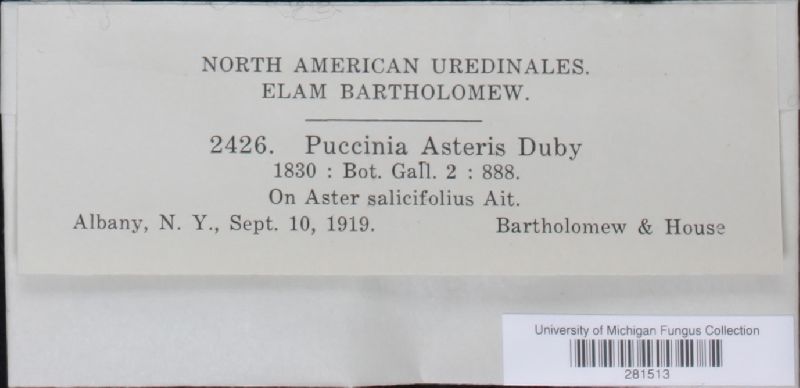 NORTH AMERICAN UREDINALES.
ELAM BARTHOLOMEW.
2426. Puccinia Asteris Duby
1830 : Bot. Gall. 2 : 888.
On Aster salicifolius Ait.
Albany, N. Y., Sept. 10, 1919. Bartholomew & House
University of Michigan Fungus Collection
281513